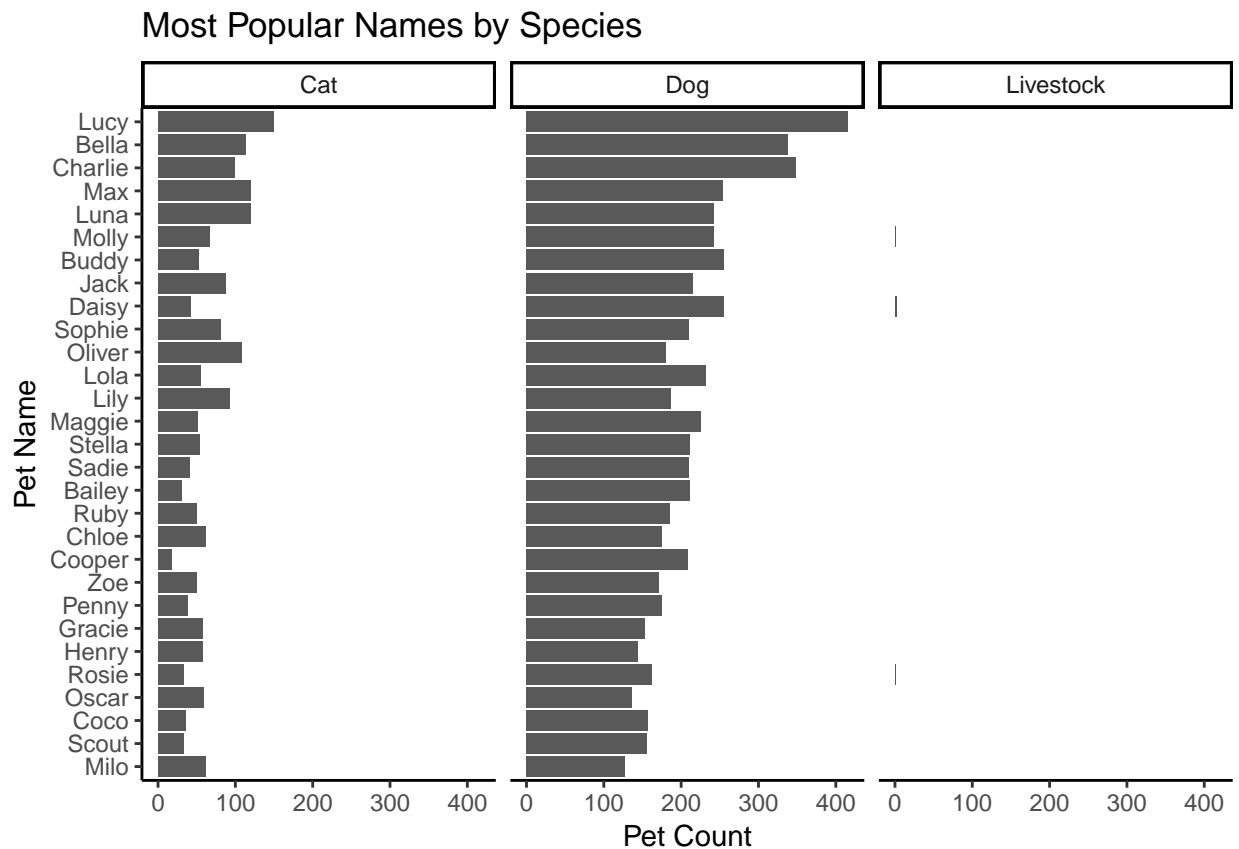 Most Popular Names by Species
Cat Dog Livestock
Lucy
Bella
Charlie
Max
Luna
Molly
Buddy
Jack
Daisy
Sophie
Oliver
Lola
Lily
Maggie
Stella
Sadie
Bailey
Ruby
Chloe
Cooper
Zoe
Penny
Gracie
Henry
Rosie
Oscar
Coco
Scout
Milo
Pet Name
0 100 200 300 400 0 100 200 300 400 0 100 200 300 400
Pet Count